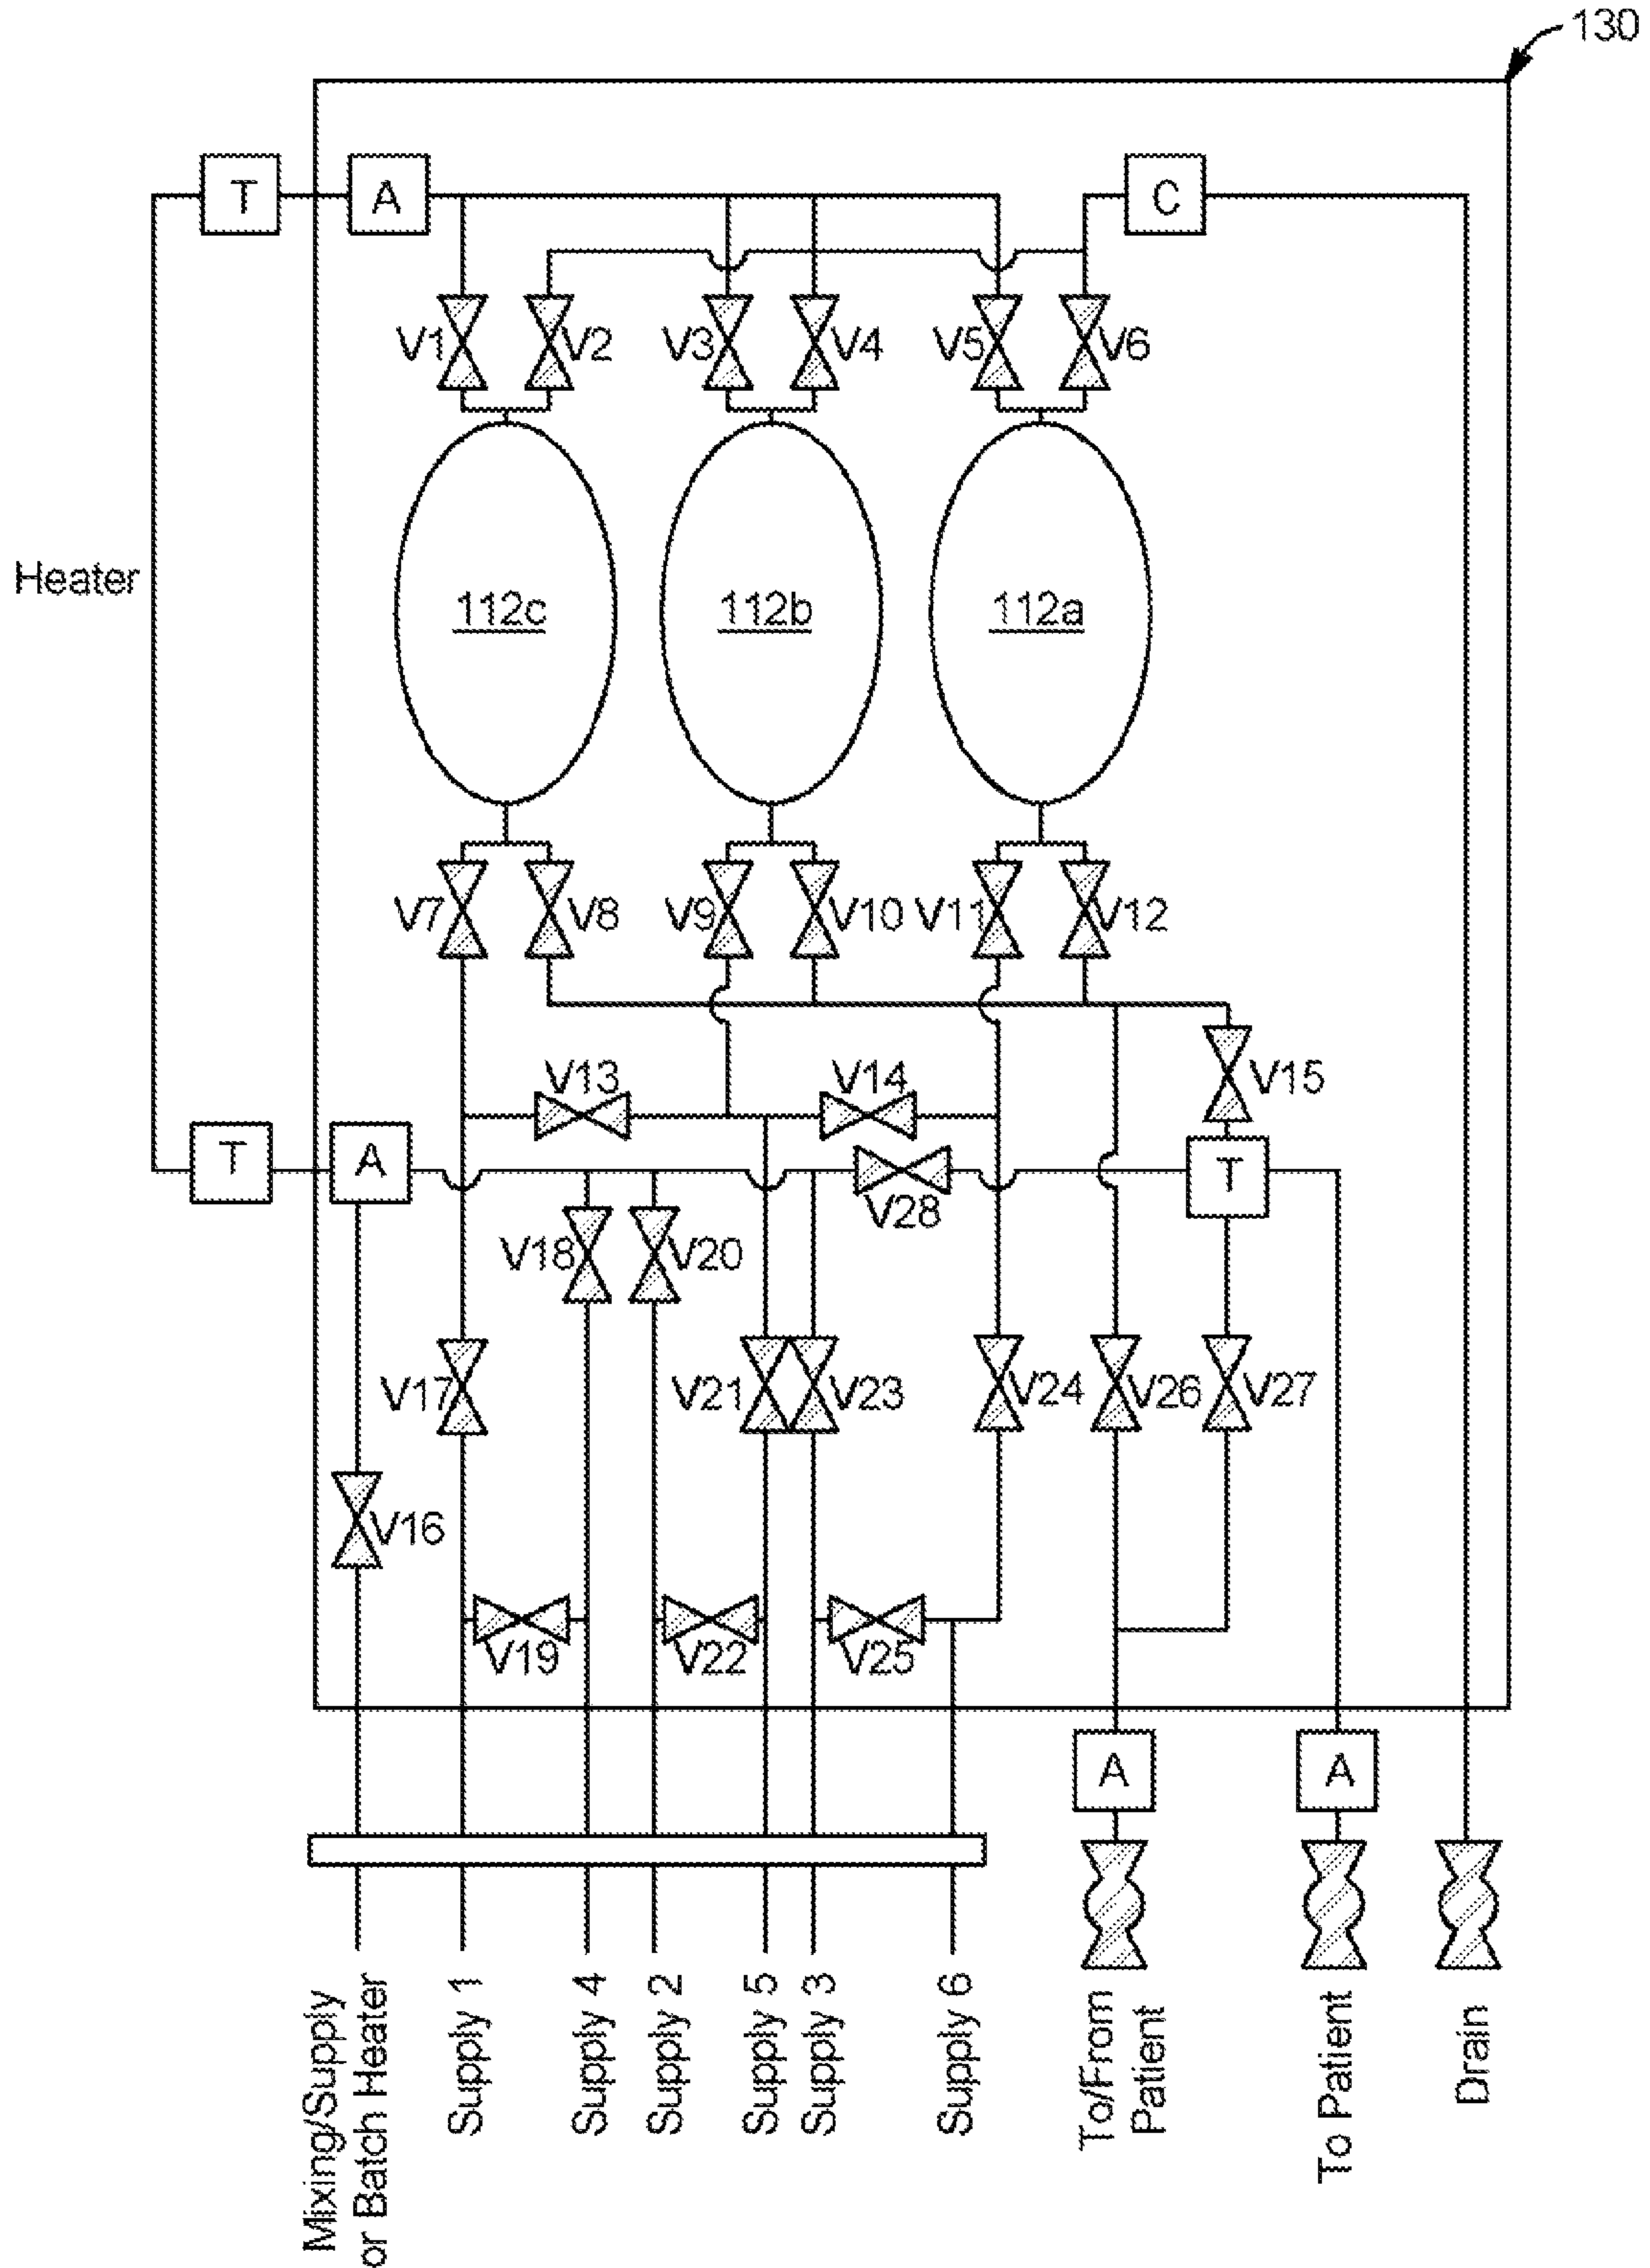 130
T
A
C
V1
V2
V3
V4
V5
V6
Heater
112c
112b
112a
V7
V8
V9
V10
V11
V12
V13
V14
V15
T
A
V28
T
V18
V20
V17
V21
V23
V24
V26
V27
V16
V19
V22
V25
A
A
Mixing/Supply
or Batch Heater
Supply 1
Supply 4
Supply 2
Supply 5
Supply 3
Supply 6
To/From
Patient
To Patient
Drain